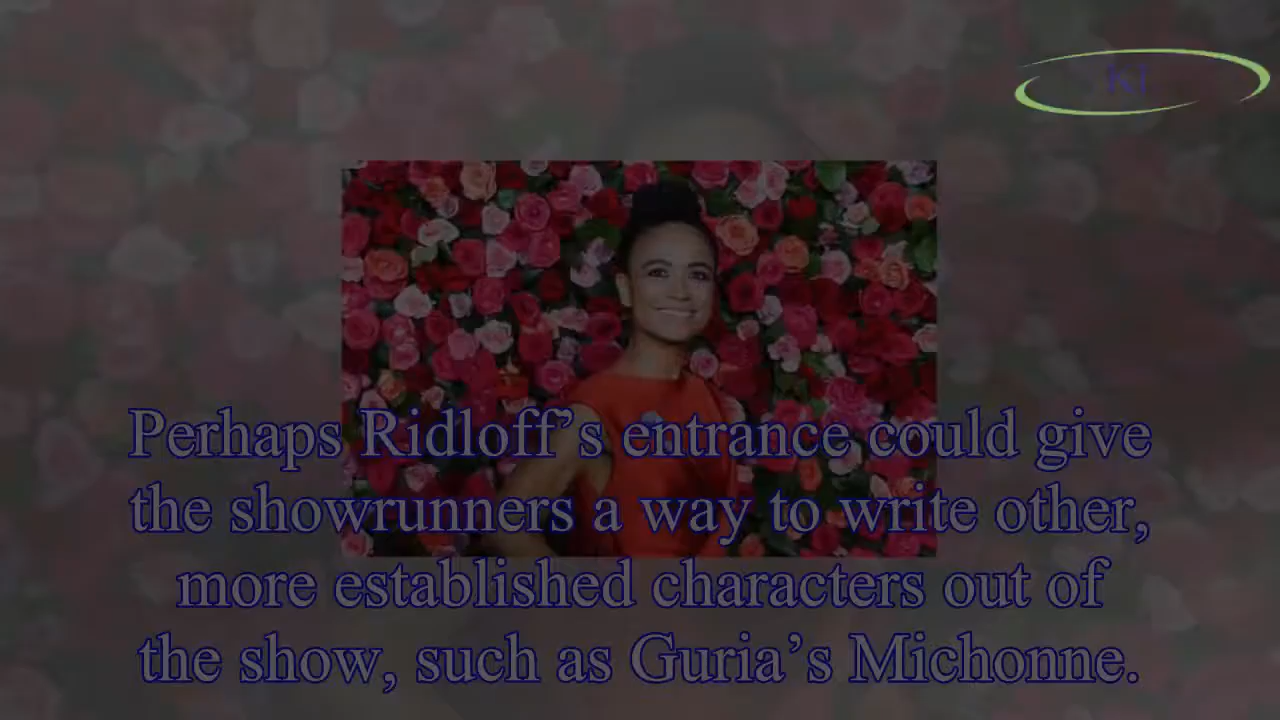 Perhaps Ridloff’s entrance could give
the showrunners a way to write other,
more established characters out of
the show, such as Guria’s Michonne.